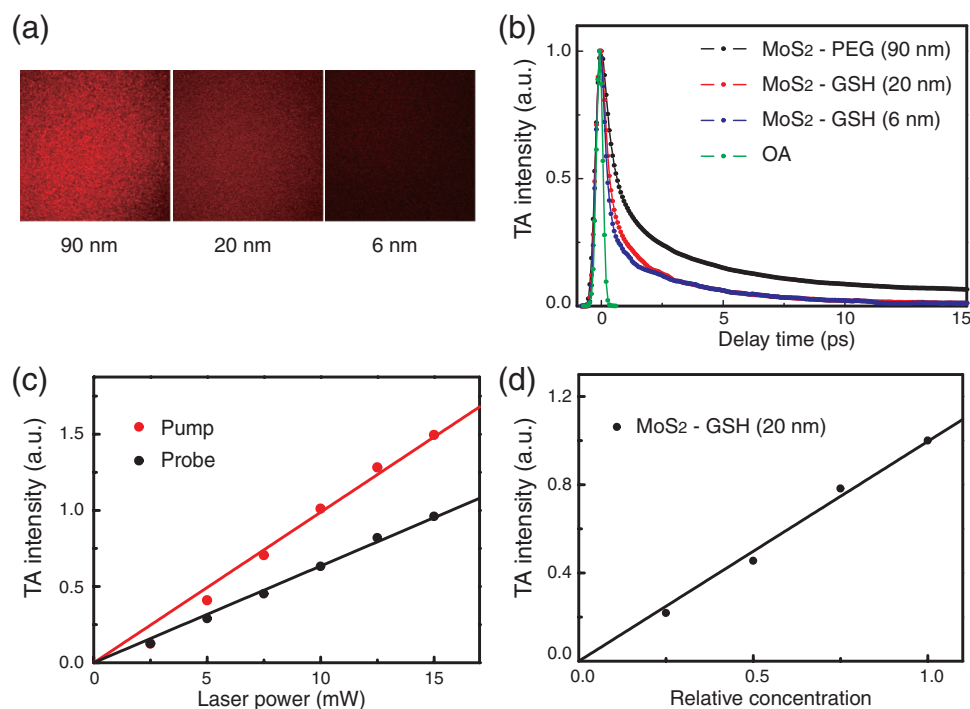 (a)
90 nm 20 nm 6 nm
(b)
TA intensity (a.u.)
1.0
0.5
0.0
MoS2 - PEG (90 nm)
MoS2 - GSH (20 nm)
MoS2 - GSH (6 nm)
OA
0 5 10 15
Delay time (ps)
(c)
TA intensity (a.u.)
1.5
1.0
0.5
0.0
Pump
Probe
0 5 10 15
Laser power (mW)
(d)
TA intensity (a.u.)
1.2
0.8
0.4
0.0
MoS2 - GSH (20 nm)
0.0 0.5 1.0
Relative concentration